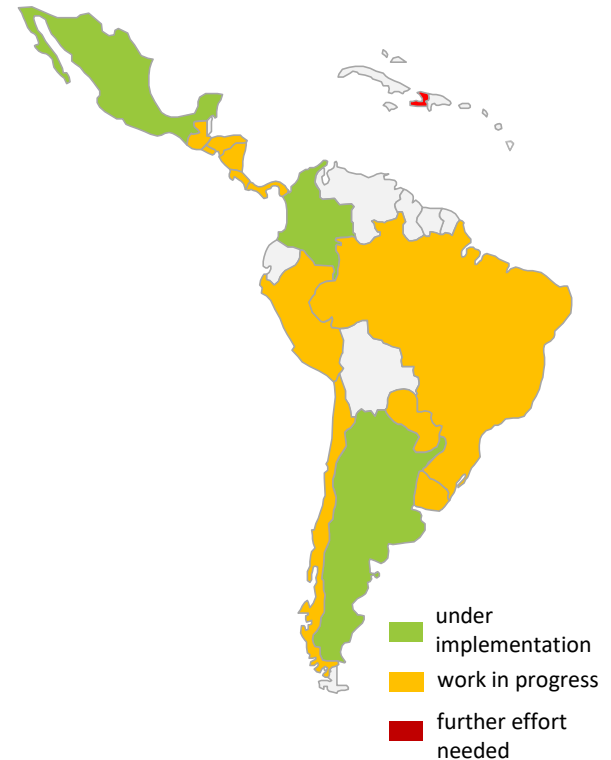 under
implementation
work in progress
further effort
needed